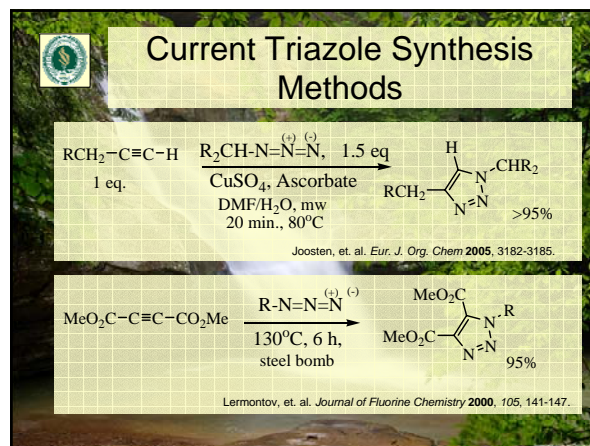 Current Triazole Synthesis
Methods
RCH₂–C≡C–H
1 eq.
R₂CH-N=N=N, 1.5 eq
(+) (-)
CuSO₄, Ascorbate
DMF/H₂O, mw
20 min., 80°C
H
N
CHR₂
RCH₂
N=N
>95%
Joosten, et. al. Eur. J. Org. Chem 2005, 3182-3185.
MeO₂C–C≡C–CO₂Me
R-N=N=N
(+) (-)
130°C, 6 h,
steel bomb
MeO₂C
N
R
MeO₂C
N=N
95%
Lermontov, et. al. Journal of Fluorine Chemistry 2000, 105, 141-147.